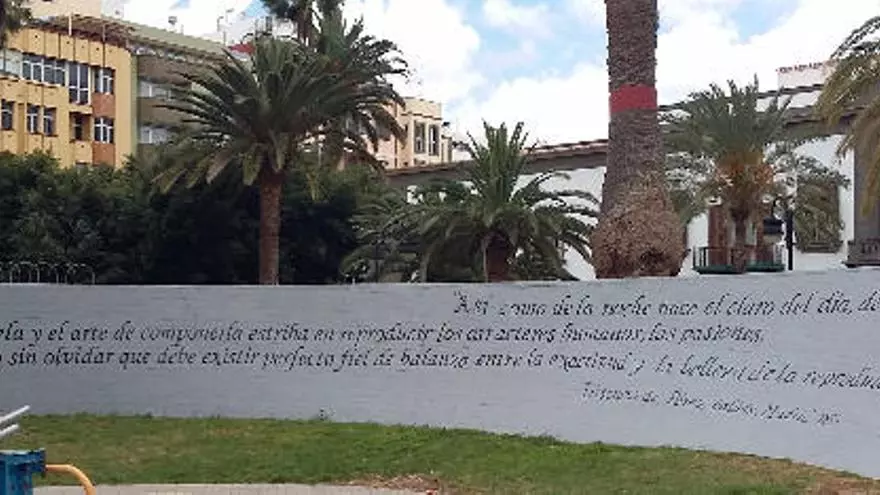 "Así como de la noche nace el claro del día, de
la y el arte de componerla estriba en reproducir los caracteres humanos, las pasiones,
sin olvidar que debe existir perfecto fiel de balanza entre la exactitud y la belleza de la reproduc